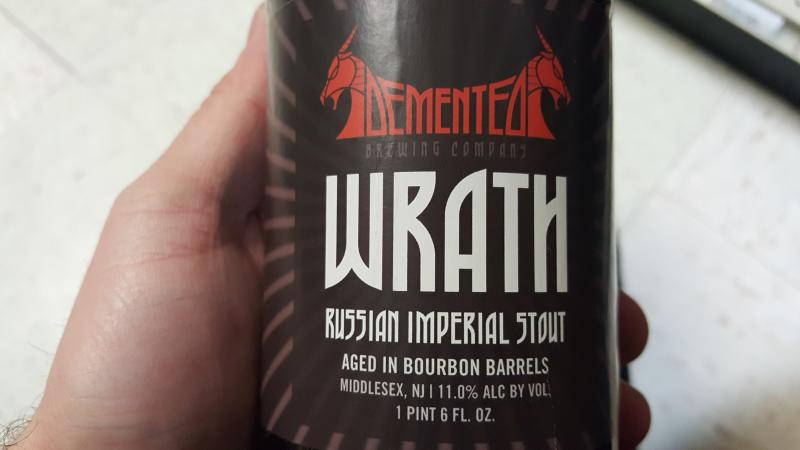 DEMENTED
BREWING COMPANY
WRATH
RUSSIAN IMPERIAL STOUT
AGED IN BOURBON BARRELS
MIDDLESEX, NJ | 11.0% ALC BY VOL.
1 PINT 6 FL. OZ.